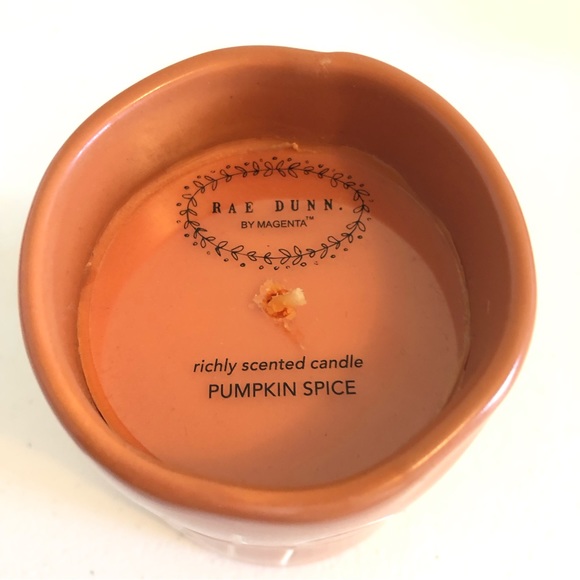 RAE DUNN.
BY MAGENTA™
richly scented candle
PUMPKIN SPICE